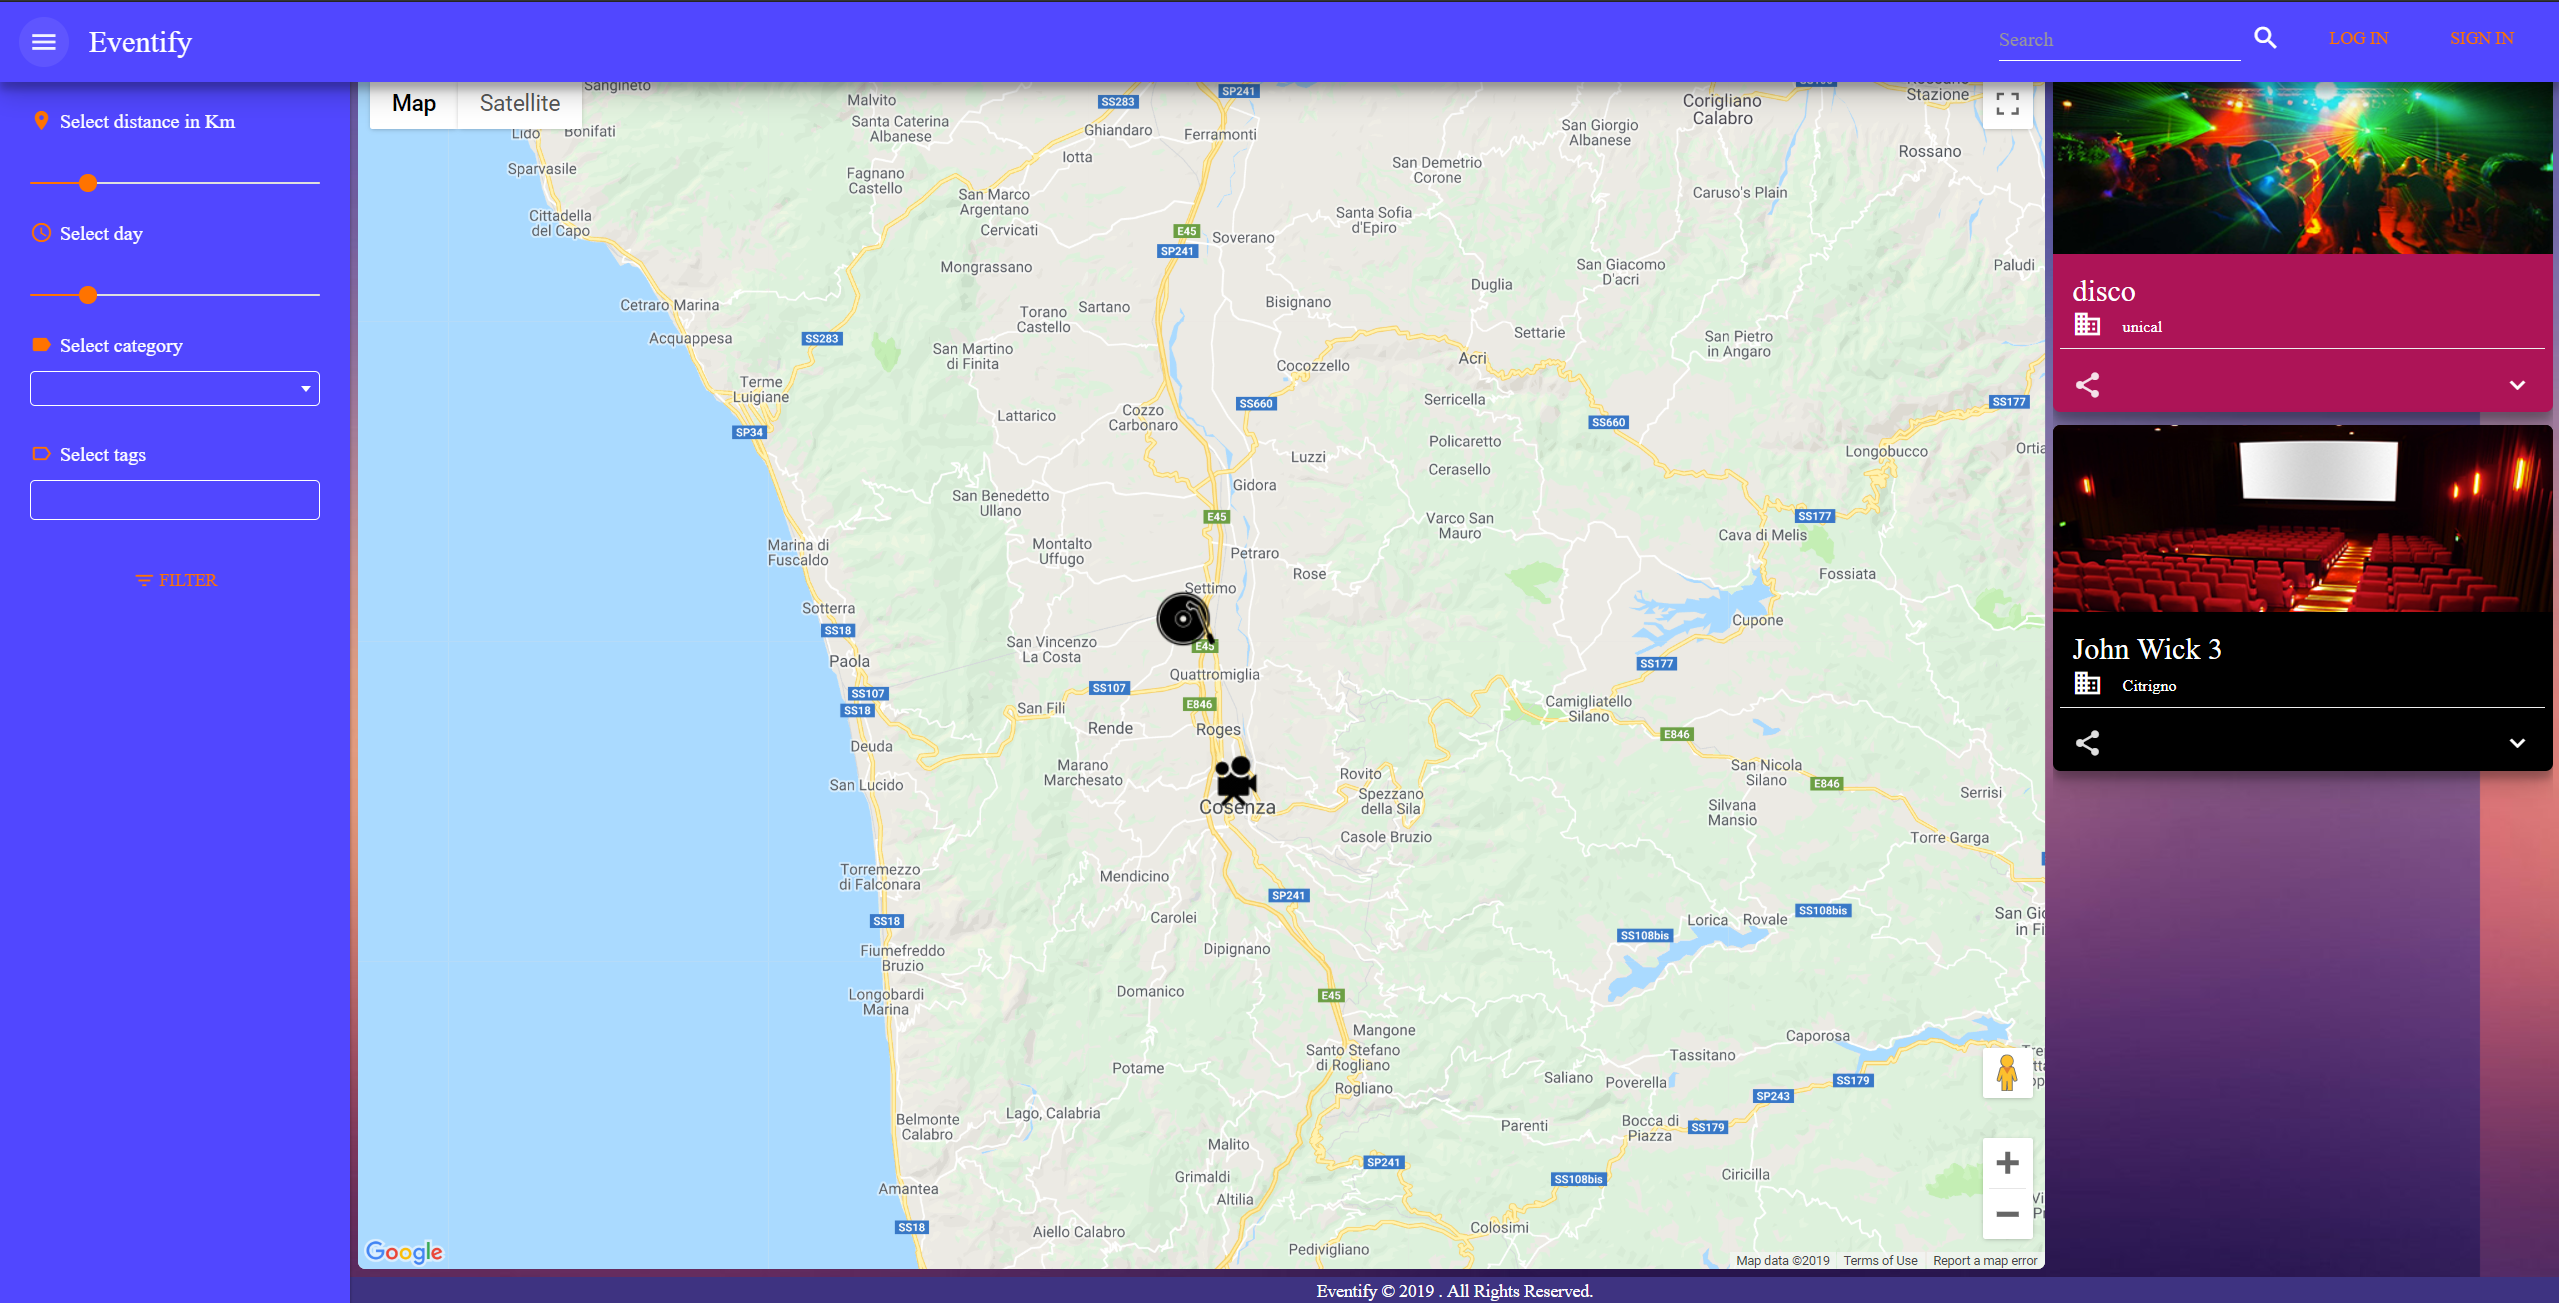 Eventify
Search
LOG IN
SIGN IN
Select distance in Km
Select day
Select category
Select tags
FILTER
Map
Satellite
Sangineto
Lido
Bonifati
Sparvasile
Cittadella
del Capo
Cetraro Marina
Acquappesa
Terme
Luigiane
SP34
Malvito
Santa Caterina
Albanese
SS283
SP241
Ghiandaro
Ferramonti
Iotta
Fagnano
Castello
San Marco
Argentano
Cervicati
E45
SP241
Soverano
Mongrassano
Torano
Castello
Sartano
Bisignano
SS283
San Martino
di Finita
Lattarico
Cozzo
Carbonaro
SS660
Cocozzello
Corigliano
Calabro
Rossano
Stazione
San Giorgio
Albanese
San Demetrio
Corone
Rossano
Caruso's Plain
Santa Sofia
d'Epiro
San Giacomo
D'acri
Paludi
Duglia
Settarie
San Pietro
in Angaro
Acri
Serricella
SS660
SS177
Policaretto
Cerasello
Luzzi
Longobucco
Gidora
San Benedetto
Ullano
E45
Varco San
Mauro
SS177
Cava di Melis
Marina di
Fuscaldo
Montalto
Uffugo
Petraro
Rose
Fossiata
Settimo
Sotterra
SS18
San Vincenzo
La Costa
E45
Cupone
Paola
Quattromiglia
SS177
SS107
SS18
SS107
San Fili
E846
Camigliatello
Silano
Rende
Roges
E846
Deuda
San Lucido
Marano
Marchesato
Rovito
Spezzano
della Sila
San Nicola
Silano
E846
Serrisi
Cosenza
Silvana
Mansio
Casole Bruzio
Torre Garga
Torremezzo
di Falconara
Mendicino
SP241
Carolei
SS18
Lorica
Rovale
SS108bis
Dipignano
SS108bis
Fiumefreddo
Bruzio
Longobardi
Marina
Domanico
E45
Mangone
Caporosa
Santo Stefano
di Rogliano
Tassitano
Potame
Rogliano
Saliano
Poverella
SS179
SP243
Belmonte
Calabro
Lago, Calabria
Parenti
Bocca di
Piazza
SS179
Malito
SP241
Grimaldi
SS108bis
Ciricilla
Amantea
Altilia
SS18
Aiello Calabro
Colosimi
Pedivigliano
Google
Map data ©2019
Terms of Use
Report a map error
disco
unical
John Wick 3
Citrigno
Eventify © 2019 . All Rights Reserved.